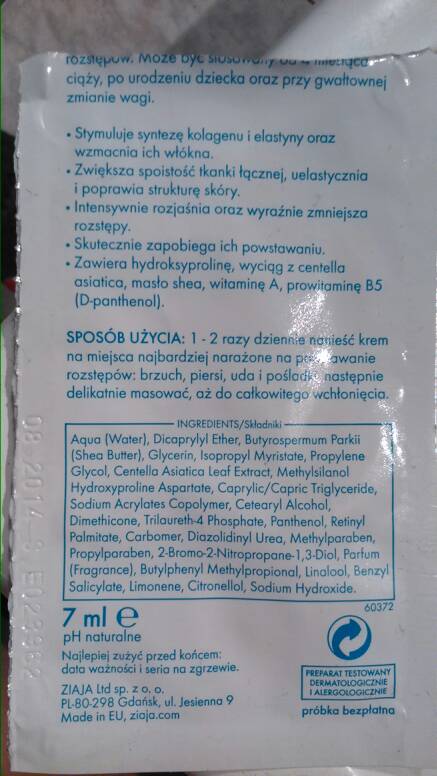 rozstępów. Może być stosowany od 4 miesiąca
ciąży, po urodzeniu dziecka oraz przy gwałtownej
zmianie wagi.
• Stymuluje syntezę kolagenu i elastyny oraz
wzmacnia ich włókna.
• Zwiększa spoistość tkanki łącznej, uelastycznia
i poprawia strukturę skóry.
• Intensywnie rozjaśnia oraz wyraźnie zmniejsza
rozstępy.
• Skutecznie zapobiega ich powstawaniu.
• Zawiera hydroksyprolinę, wyciąg z centella
asiatica, masło shea, witaminę A, prowitaminę B5
(D-panthenol).
SPOSÓB UŻYCIA: 1 - 2 razy dziennie nanieść krem
na miejsca najbardziej narażone na powstawanie
rozstępów: brzuch, piersi, uda i pośladki, następnie
delikatnie masować, aż do całkowitego wchłonięcia.
INGREDIENTS/Składniki
Aqua (Water), Dicaprylyl Ether, Butyrospermum Parkii
(Shea Butter), Glycerin, Isopropyl Myristate, Propylene
Glycol, Centella Asiatica Leaf Extract, Methylsilanol
Hydroxyproline Aspartate, Caprylic/Capric Triglyceride,
Sodium Acrylates Copolymer, Cetearyl Alcohol,
Dimethicone, Trilaureth-4 Phosphate, Panthenol, Retinyl
Palmitate, Carbomer, Diazolidinyl Urea, Methylparaben,
Propylparaben, 2-Bromo-2-Nitropropane-1,3-Diol, Parfum
(Fragrance), Butylphenyl Methylpropional, Linalool, Benzyl
Salicylate, Limonene, Citronellol, Sodium Hydroxide.
60372
7 ml e
pH naturalne
Najlepiej zużyć przed końcem:
data ważności i seria na zgrzewie.
ZIAJA Ltd sp. z o. o.
PL-80-298 Gdańsk, ul. Jesienna 9
Made in EU, ziaja.com
PREPARAT TESTOWANY
DERMATOLOGICZNIE
I ALERGOLOGICZNIE
próbka bezpłatna
08 2014